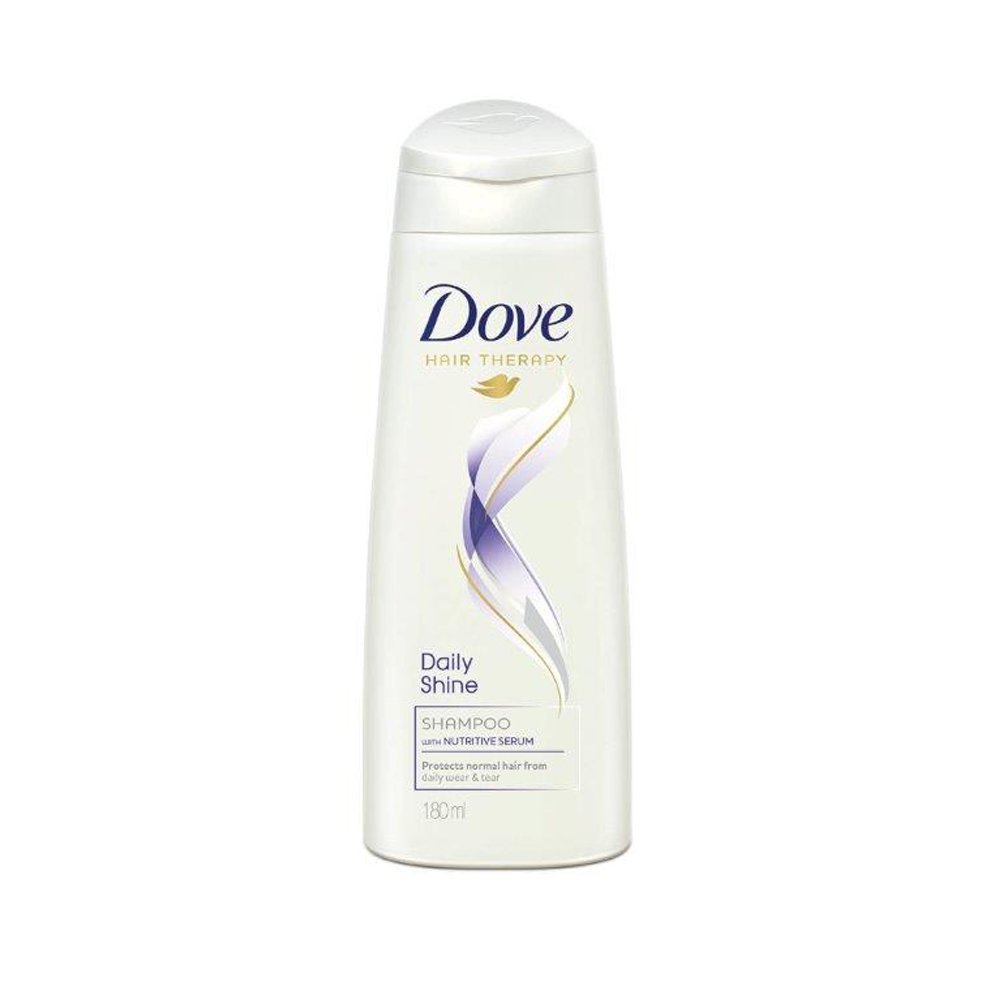 Dove
HAIR THERAPY
Daily
Shine
SHAMPOO
WITH NUTRITIVE SERUM
Protects normal hair from
daily wear & tear
180ml